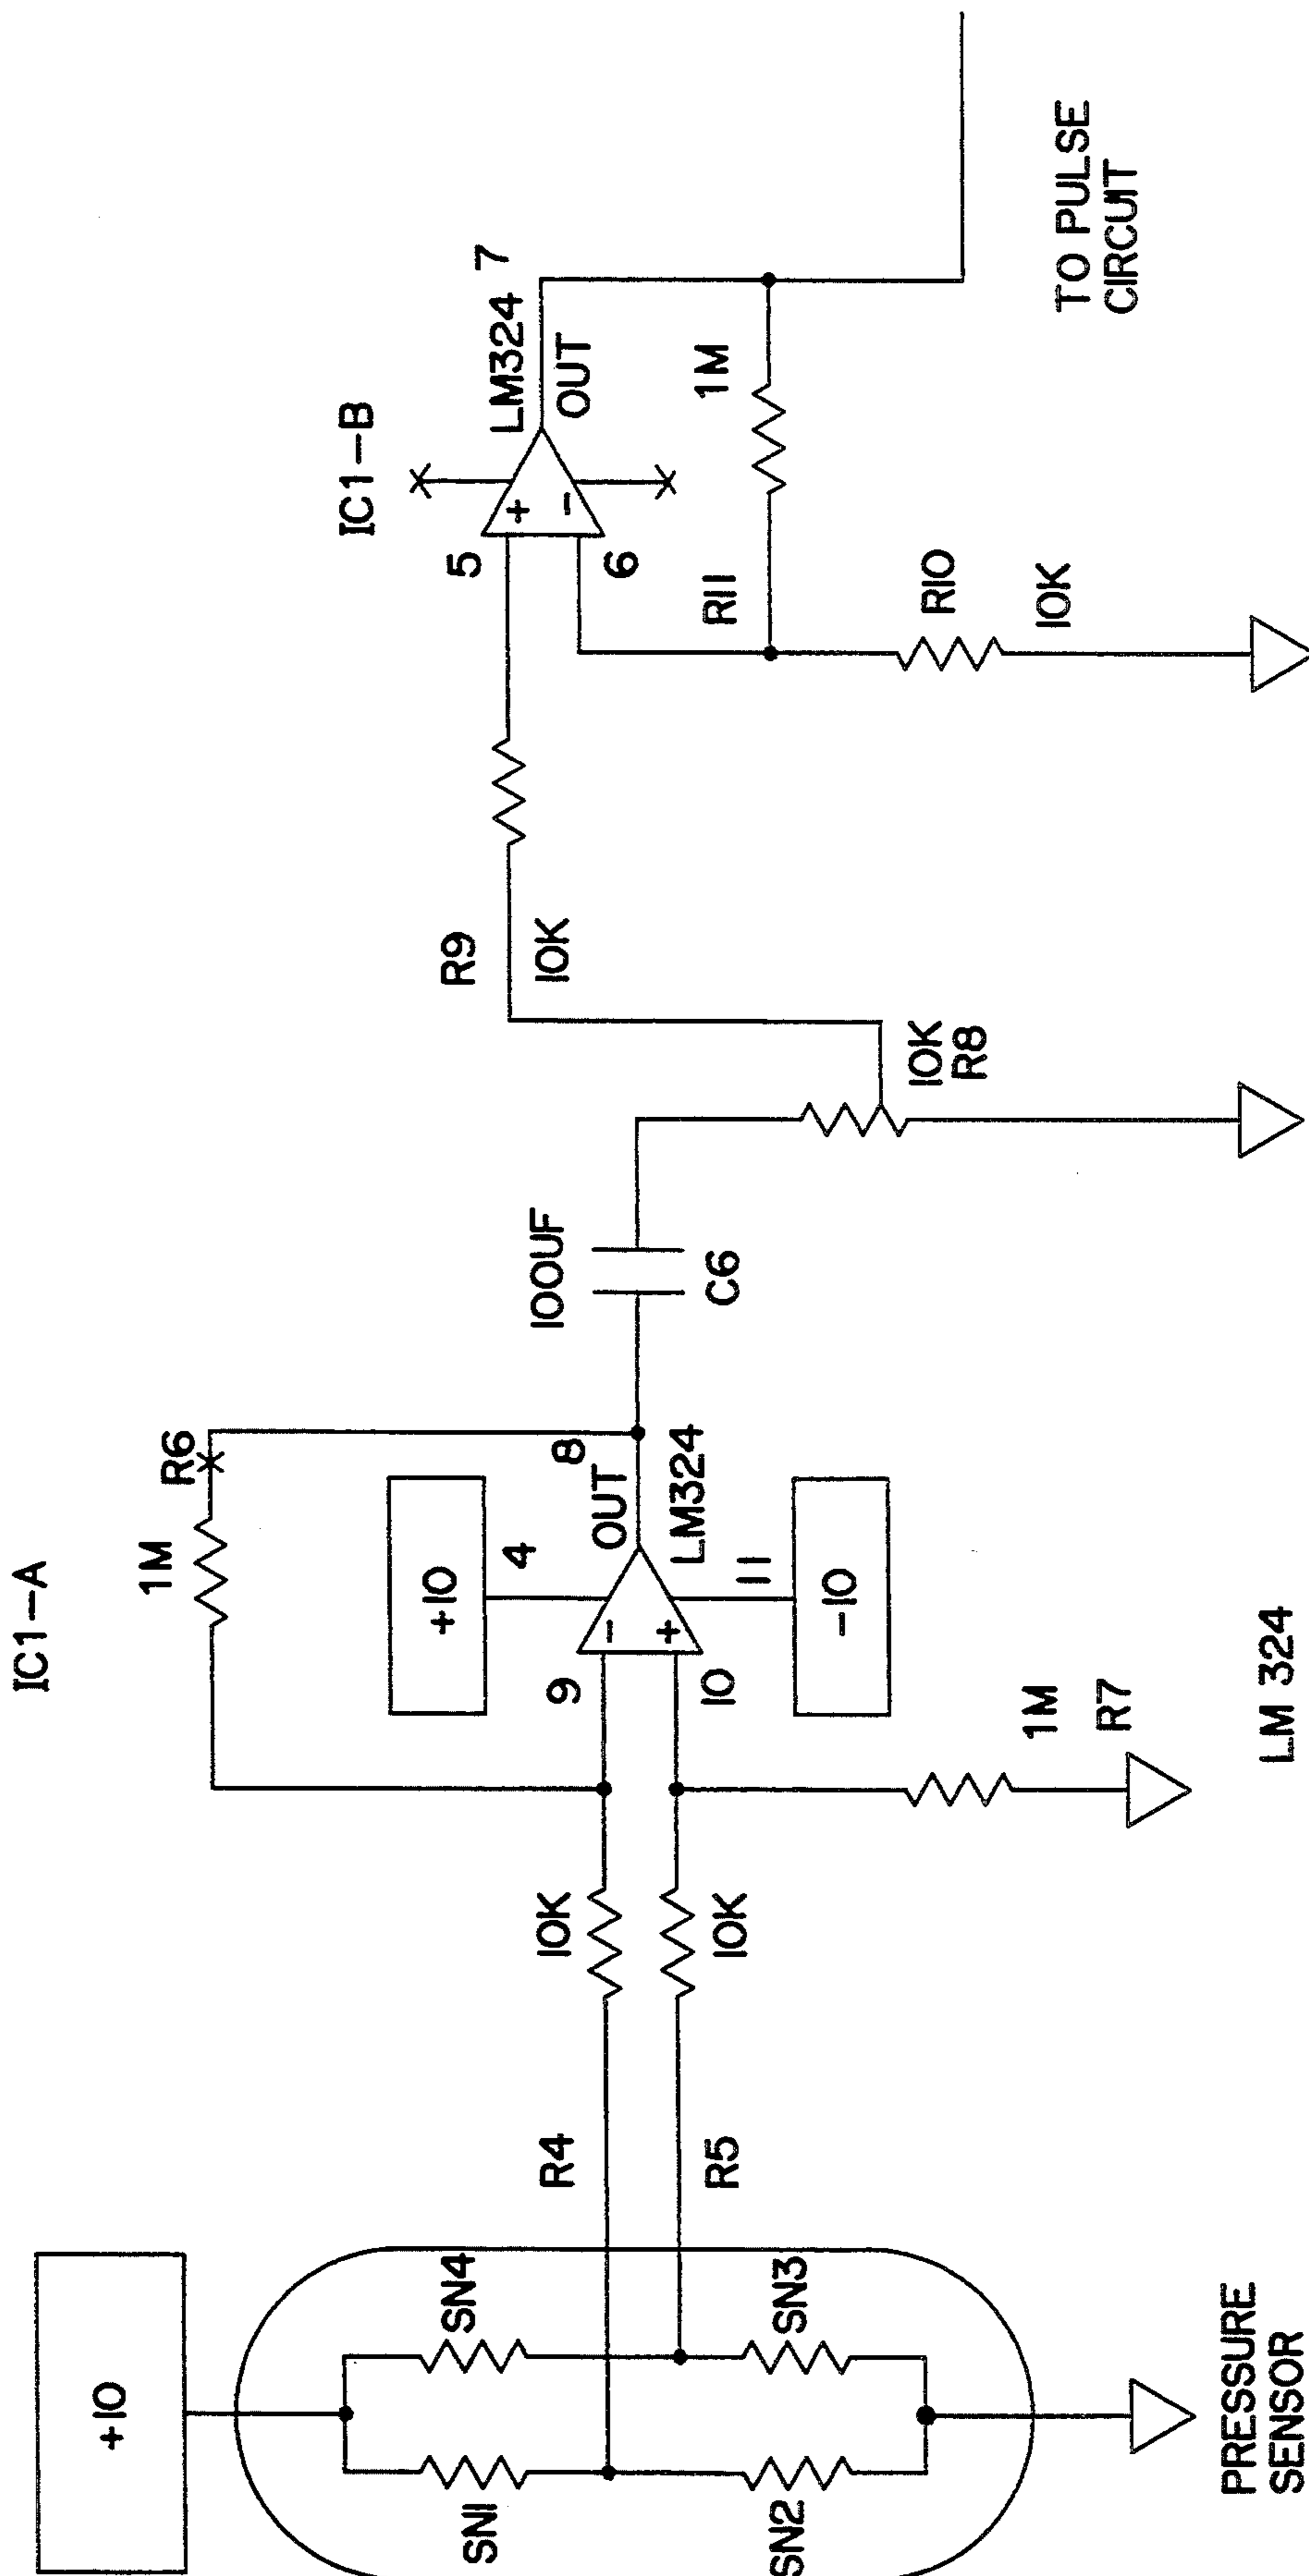 IC1-A
IC1-B
+10
SN1
SN4
SN2
SN3
PRESSURE
SENSOR
R4
10K
R5
10K
1M
R6
9
10
+10
4
-10
11
OUT
8
LM324
1M
R7
LM 324
100UF
C6
10K
R8
R9
10K
5
6
+
-
-
+
LM324
7
OUT
R11
1M
R10
10K
TO PULSE
CIRCUIT